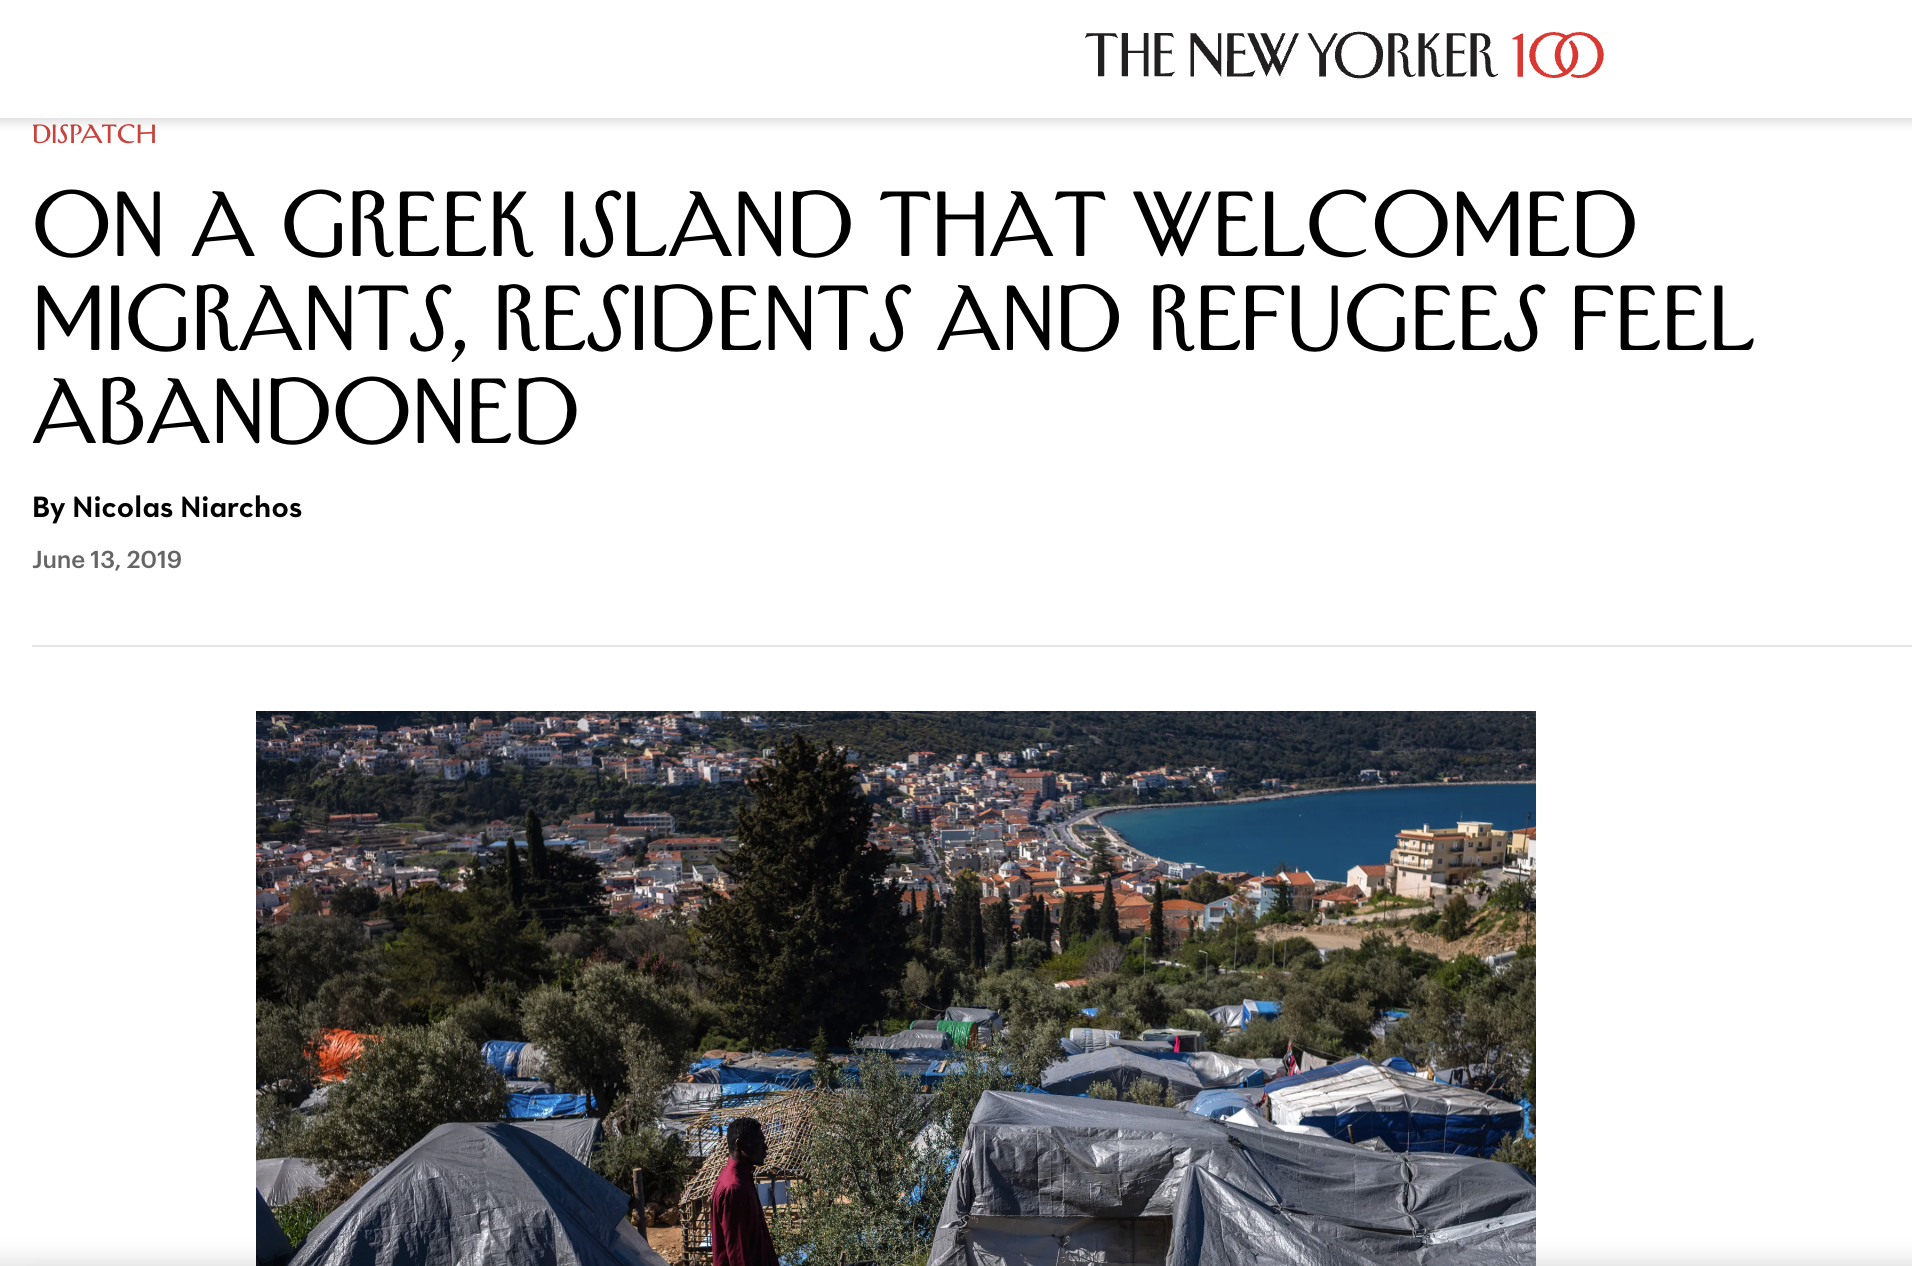 THE NEW YORKER 100
DISPATCH
ON A GREEK ISLAND THAT WELCOMED
MIGRANTS, RESIDENTS AND REFUGEES FEEL
ABANDONED
By Nicolas Niarchos
June 13, 2019